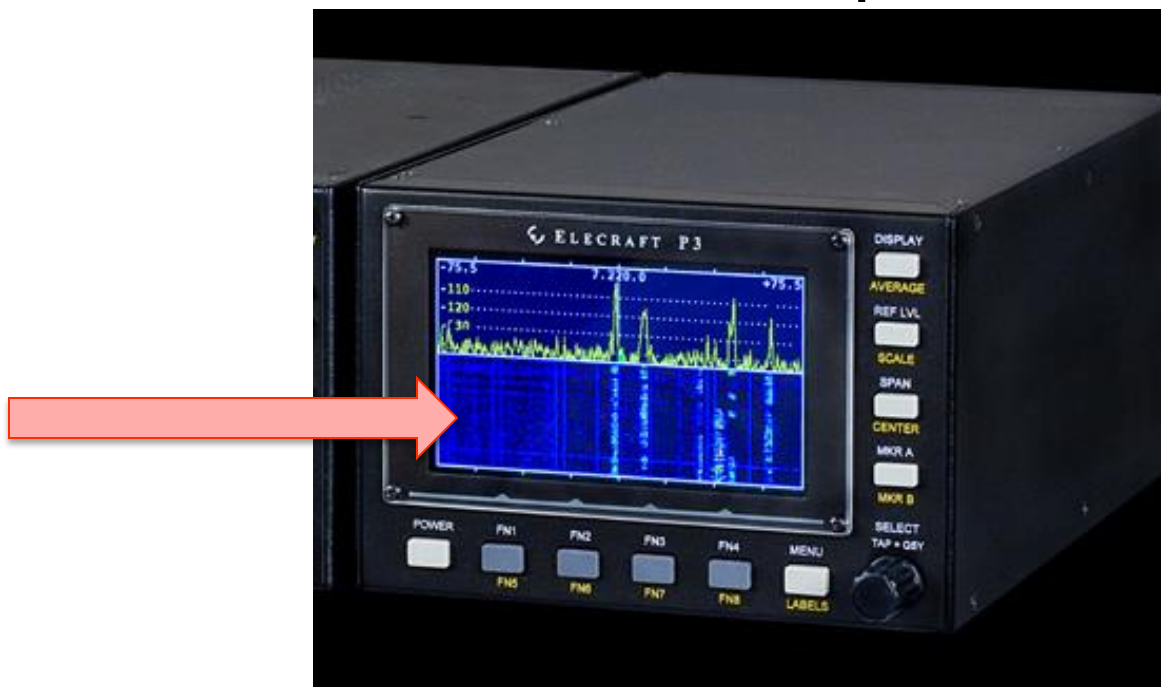 ELECRAFT P3
-75.5 7.220.0 +75.5
-110
-120
30
DISPLAY
AVERAGE
REF LVL
SCALE
SPAN
CENTER
MKR A
MKR B
SELECT
TAP = QSY
POWER FN1 FN2 FN3 FN4 MENU
FN5 FN6 FN7 FN8 LABELS